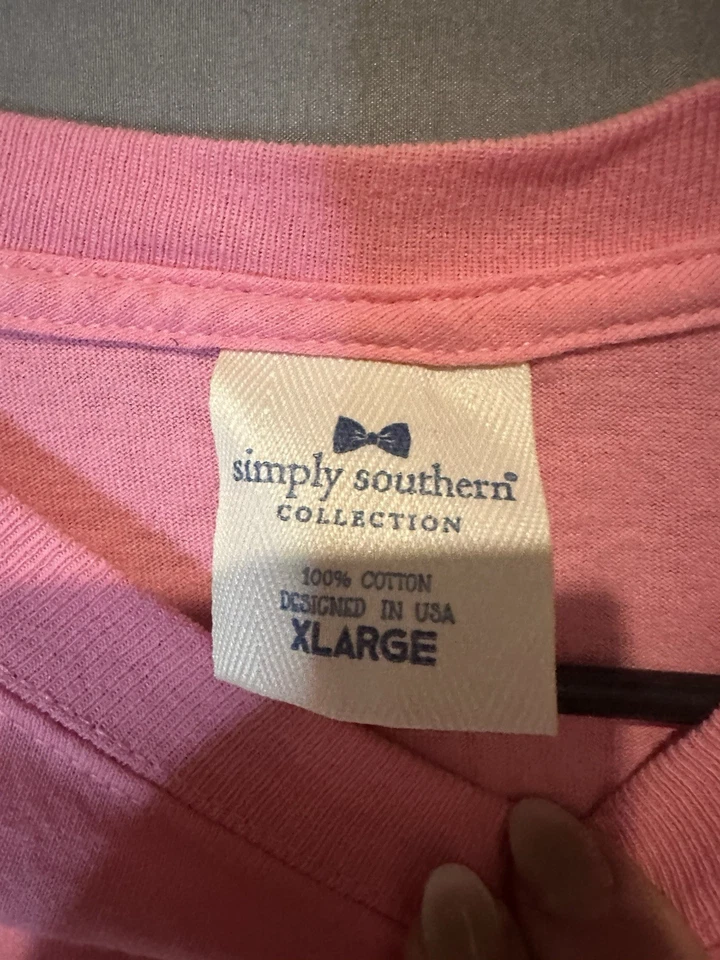 simply southern®
COLLECTION
100% COTTON
DESIGNED IN USA
XLARGE